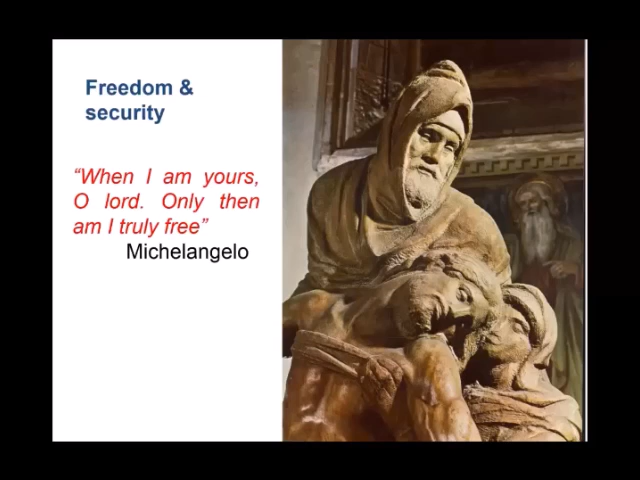 Freedom &
security
“When I am yours,
O lord. Only then
am I truly free”
Michelangelo